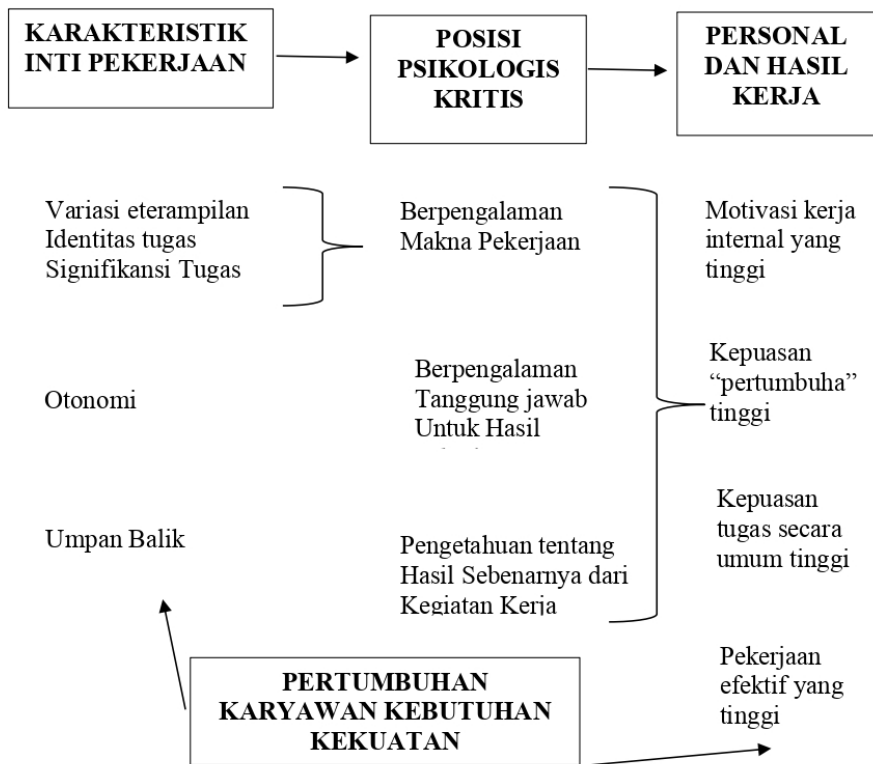 KARAKTERISTIK
INTI PEKERJAAN
POSISI
PSIKOLOGIS
KRITIS
PERSONAL
DAN HASIL
KERJA
Variasi eterampilan
Identitas tugas
Signifikansi Tugas
Berpengalaman
Makna Pekerjaan
Motivasi kerja
internal yang
tinggi
Otonomi
Berpengalaman
Tanggung jawab
Untuk Hasil
Kepuasan
“pertumbuha”
tinggi
Umpan Balik
Pengetahuan tentang
Hasil Sebenarnya dari
Kegiatan Kerja
Kepuasan
tugas secara
umum tinggi
PERTUMBUHAN
KARYAWAN KEBUTUHAN
KEKUATAN
Pekerjaan
efektif yang
tinggi